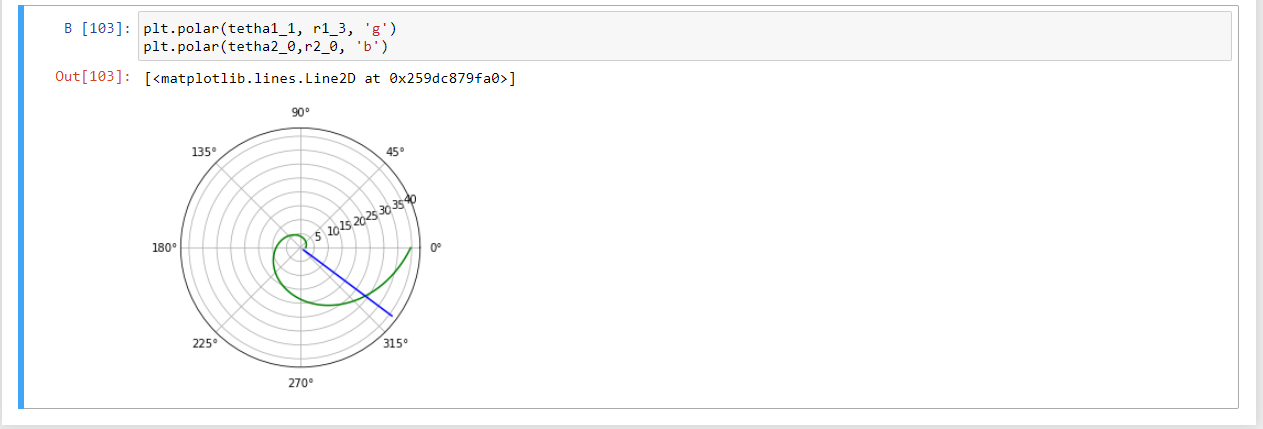 B [103]: plt.polar(tetha1_1, r1_3, 'g')
plt.polar(tetha2_0,r2_0, 'b')
Out[103]: [<matplotlib.lines.Line2D at 0x259dc879fa0>]
90°
135°
45°
5 10 15 20 25 30 35 40
180°
0°
225°
315°
270°